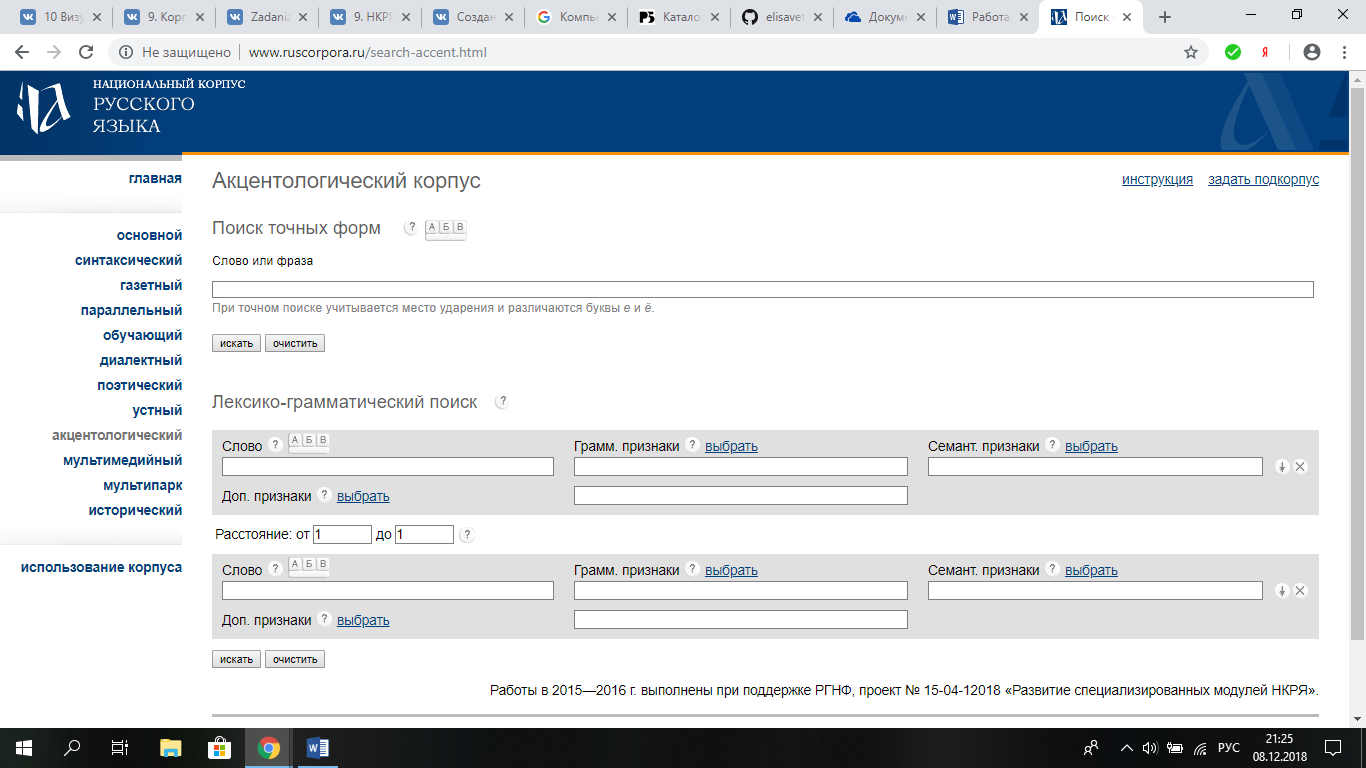 10 Визу
9. Корп
Zadania
9. НКРЯ
Создан
Компь
Катало
elisavet
Докуме
Работа
Поиск
Не защищено
www.ruscorpora.ru/search-accent.html
НАЦИОНАЛЬНЫЙ КОРПУС
РУССКОГО
ЯЗЫКА
главная
основной
синтаксический
газетный
параллельный
обучающий
диалектный
поэтический
устный
акцентологический
мультимедийный
мультипарк
исторический
использование корпуса
Акцентологический корпус
инструкция задать подкорпус
Поиск точных форм ? А Б В
Слово или фраза
При точном поиске учитывается место ударения и различаются буквы е и ё.
искать очистить
Лексико-грамматический поиск ?
Слово ? А Б В Грамм. признаки ? выбрать Семант. признаки ? выбрать
Доп. признаки ? выбрать
Расстояние: от 1 до 1 ?
Слово ? А Б В Грамм. признаки ? выбрать Семант. признаки ? выбрать
Доп. признаки ? выбрать
искать очистить
Работы в 2015—2016 г. выполнены при поддержке РГНФ, проект № 15-04-12018 «Развитие специализированных модулей НКРЯ».
РУС
21:25
08.12.2018